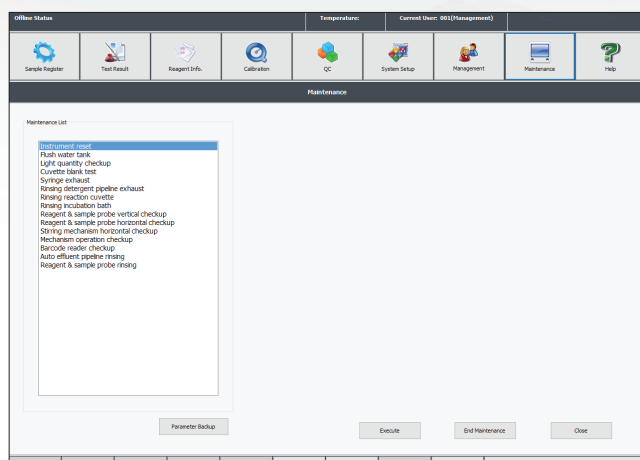 Offline Status Temperature: Current User: 001(Management)
Sample Register Test Result Reagent Info. Calibration QC System Setup Management Maintenance Help
Maintenance
Maintenance List
Instrument reset
Flush water tank
Light quantity checkup
Cuvette blank test
Syringe exhaust
Rinsing detergent pipeline exhaust
Rinsing reaction cuvette
Rinsing incubation bath
Reagent & sample probe vertical checkup
Reagent & sample probe horizontal checkup
Stirring mechanism horizontal checkup
Mechanism operation checkup
Barcode reader checkup
Auto effluent pipeline rinsing
Reagent & sample probe rinsing
Parameter Backup Execute End Maintenance Close